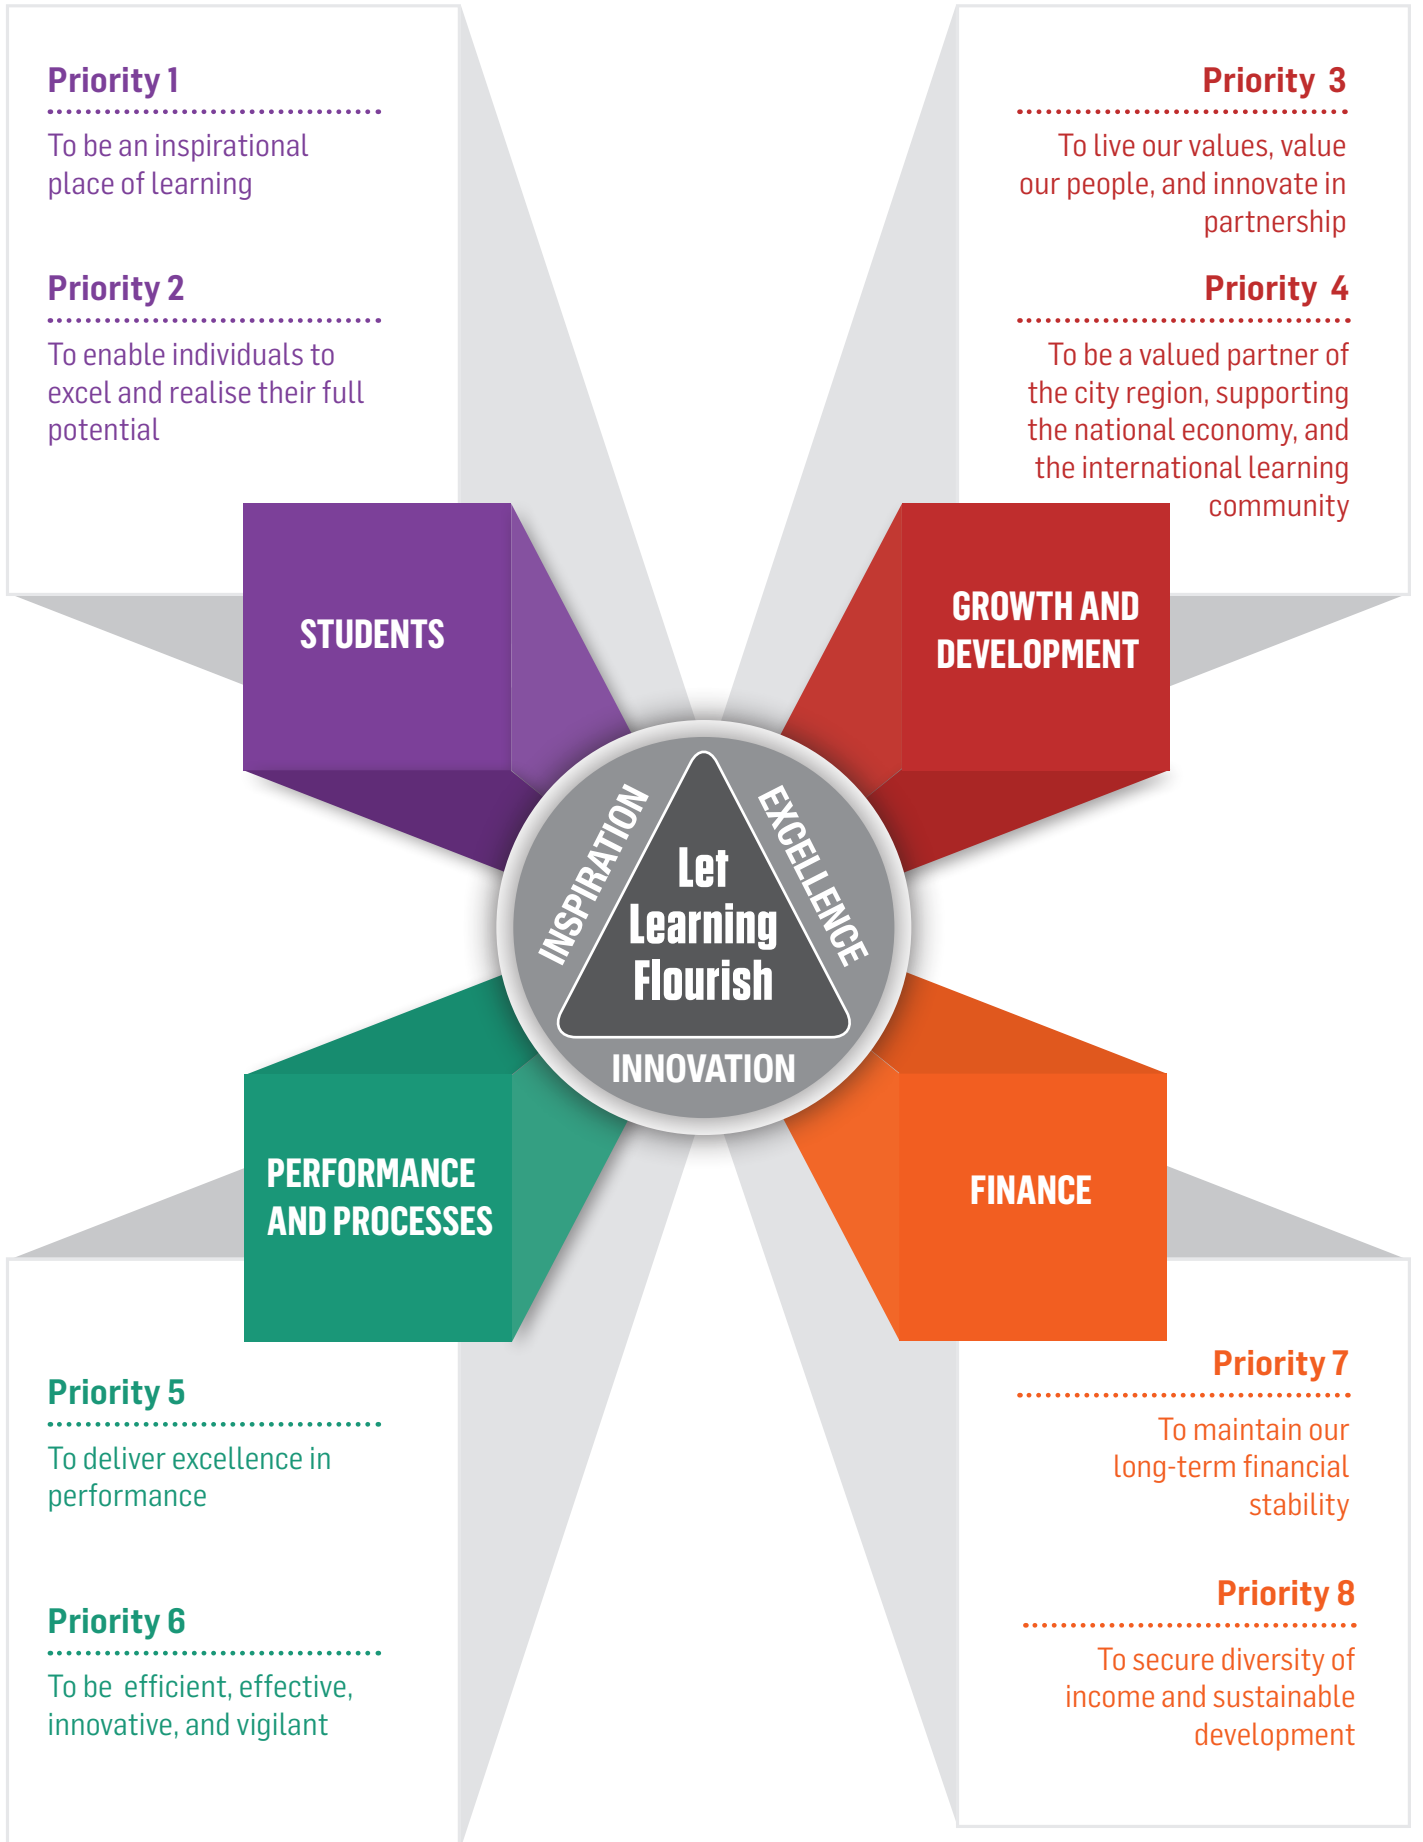 Priority 1
To be an inspirational
place of learning
Priority 2
To enable individuals to
excel and realise their full
potential
STUDENTS
Priority 3
To live our values, value
our people, and innovate in
partnership
Priority 4
To be a valued partner of
the city region, supporting
the national economy, and
the international learning
community
GROWTH AND
DEVELOPMENT
INSPIRATION
EXCELLENCE
Let
Learning
Flourish
INNOVATION
PERFORMANCE
AND PROCESSES
Priority 5
To deliver excellence in
performance
Priority 6
To be efficient, effective,
innovative, and vigilant
FINANCE
Priority 7
To maintain our
long-term financial
stability
Priority 8
To secure diversity of
income and sustainable
development